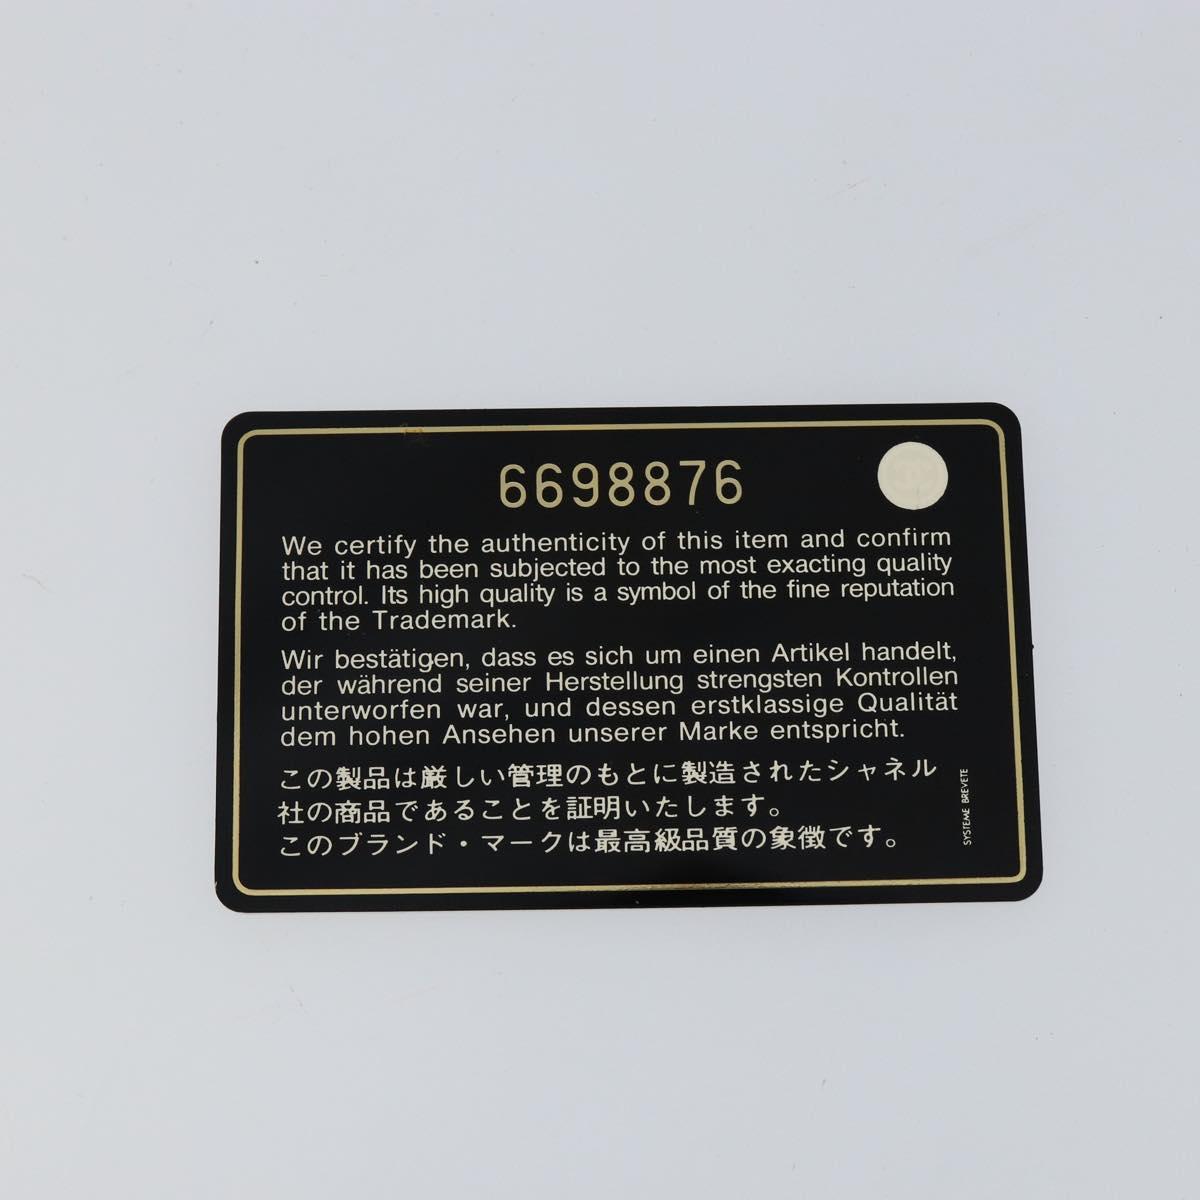 6698876
We certify the authenticity of this item and confirm
that it has been subjected to the most exacting quality
control. Its high quality is a symbol of the fine reputation
of the Trademark.
Wir bestätigen, dass es sich um einen Artikel handelt,
der während seiner Herstellung strengsten Kontrollen
unterworfen war, und dessen erstklassige Qualität
dem hohen Ansehen unserer Marke entspricht.
この製品は厳しい管理のもとに製造されたシャネル
社の商品であることを証明いたします。
このブランド・マークは最高級品質の象徴です。
SYSTEME BREVETE